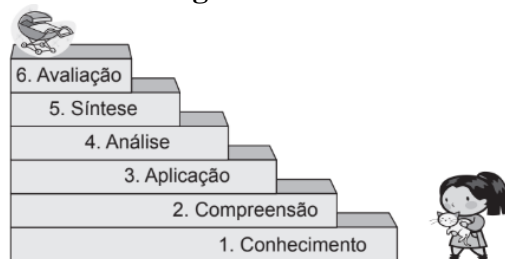 6. Avaliação
5. Síntese
4. Análise
3. Aplicação
2. Compreensão
1. Conhecimento